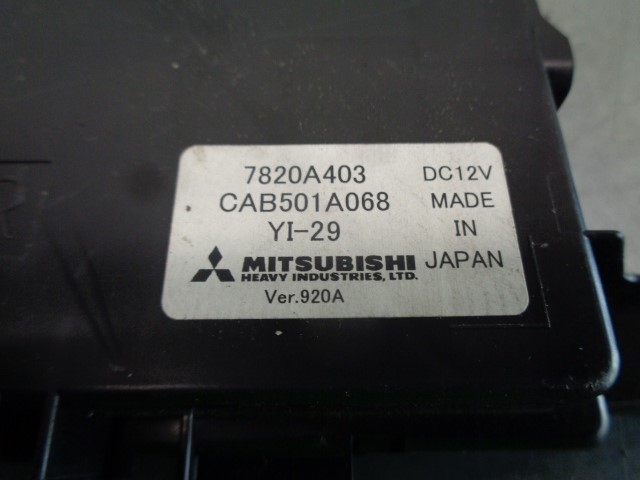 7820A403 DC12V
CAB501A068 MADE
YI-29 IN
MITSUBISHI JAPAN
HEAVY INDUSTRIES, LTD.
Ver.920A